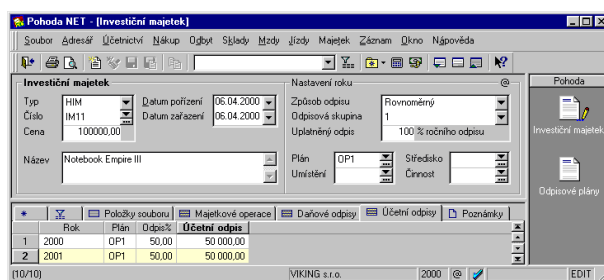 Pohoda NET - [Investiční majetek]
Soubor Adresář Účetnictví Nákup Odbyt Sklady Mzdy Jízdy Majetek Záznam Okno Nápověda
Investiční majetek
Nastavení roku @
Typ HIM Datum pořízení 06.04.2000
Číslo IM11 Datum zařazení 06.04.2000
Cena 100000,00
Název Notebook Empire III
Způsob odpisu Rovnoměrný
Odpisová skupina 1
Uplatněný odpis 100 % ročního odpisu
Plán OP1 Středisko
Umístění Činnost
Pohoda
Investiční majetek
Odpisové plány
* Položky souboru Majetkové operace Daňové odpisy Účetní odpisy Poznámky
Rok Plán Odpis% Účetní odpis
1 2000 OP1 50,00 50 000,00
2 2001 OP1 50,00 50 000,00
(10/10) VIKING s.r.o. 2000 @ EDIT